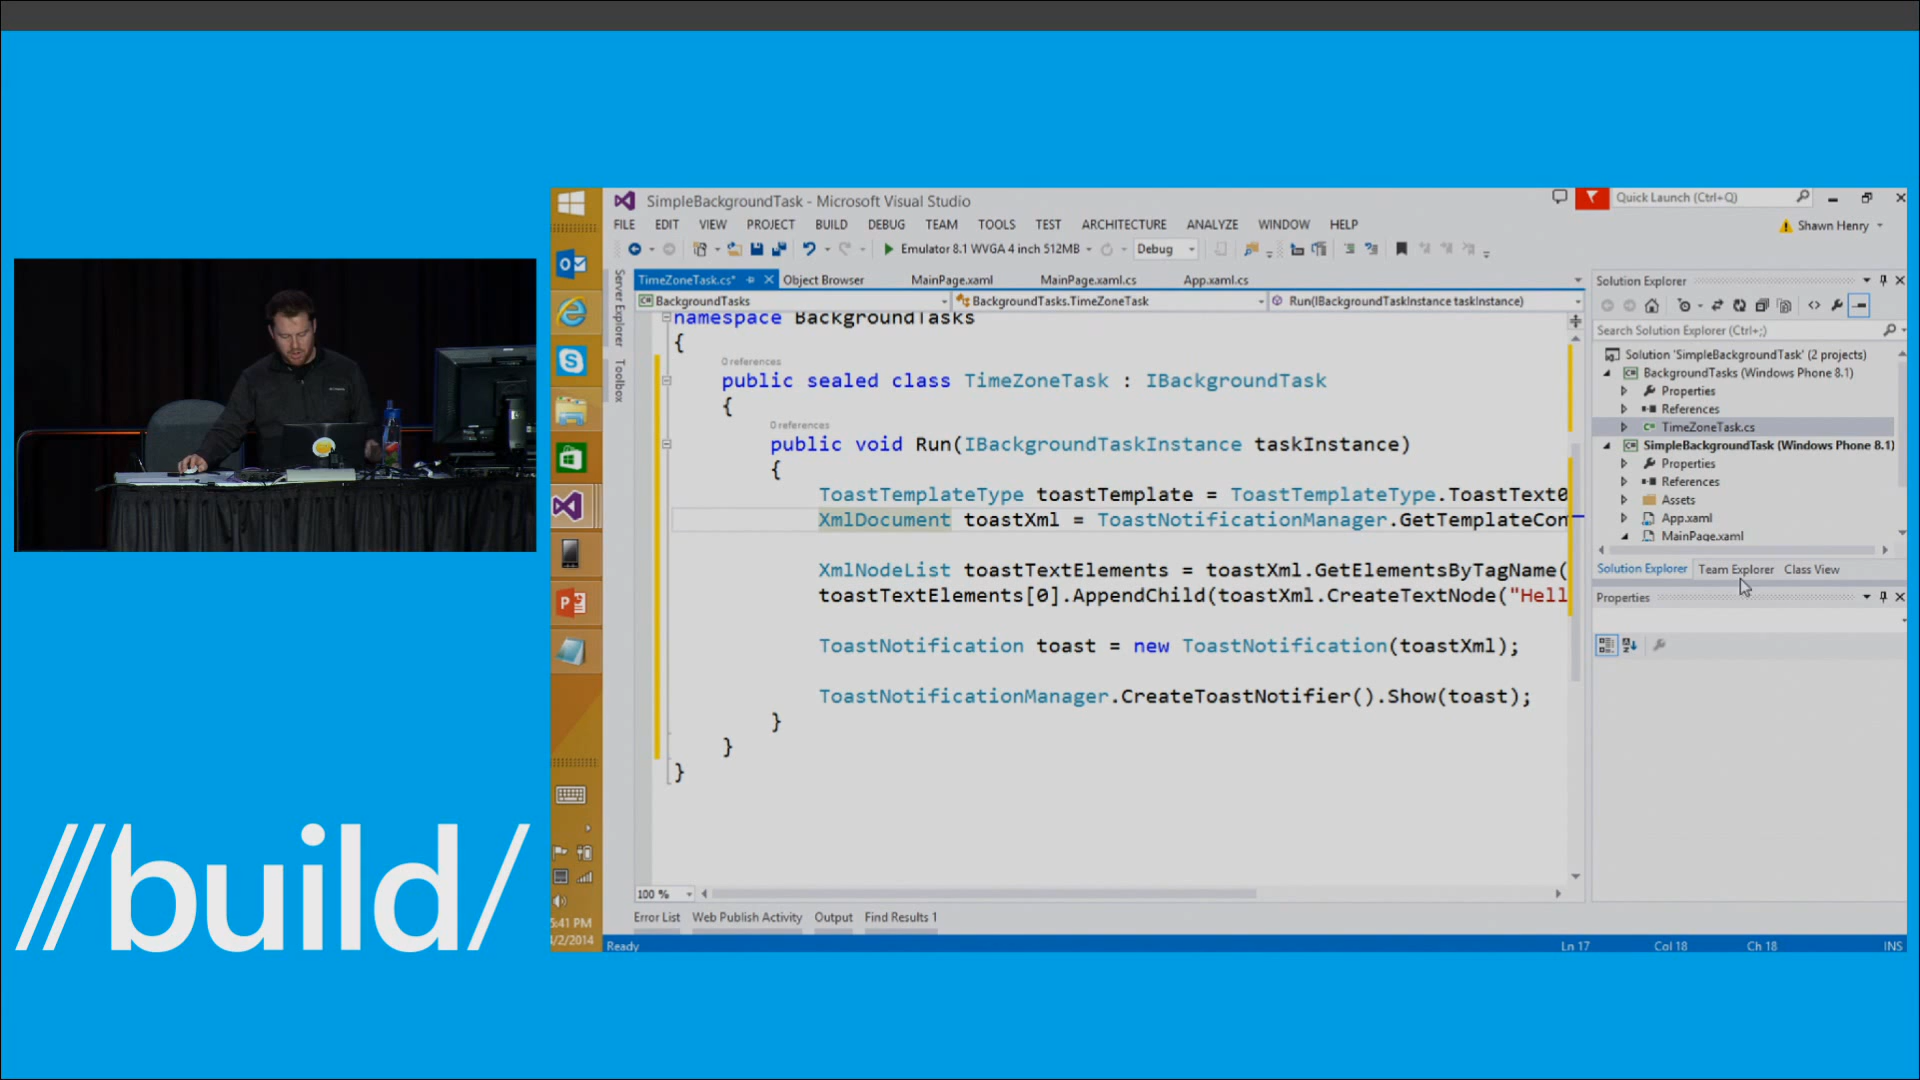 SimpleBackgroundTask - Microsoft Visual Studio
Quick Launch (Ctrl+Q)
FILE EDIT VIEW PROJECT BUILD DEBUG TEAM TOOLS TEST ARCHITECTURE ANALYZE WINDOW HELP
Shawn Henry
Emulator 8.1 WVGA 4 inch 512MB
Debug
Server Explorer
Toolbox
TimeZoneTask.cs* Object Browser MainPage.xaml MainPage.xaml.cs App.xaml.cs
BackgroundTasks BackgroundTasks.TimeZoneTask Run(IBackgroundTaskInstance taskInstance)
namespace BackgroundTasks
{
0 references
public sealed class TimeZoneTask : IBackgroundTask
{
0 references
public void Run(IBackgroundTaskInstance taskInstance)
{
ToastTemplateType toastTemplate = ToastTemplateType.ToastText0
XmlDocument toastXml = ToastNotificationManager.GetTemplateCon
XmlNodeList toastTextElements = toastXml.GetElementsByTagName(
toastTextElements[0].AppendChild(toastXml.CreateTextNode("Hell
ToastNotification toast = new ToastNotification(toastXml);
ToastNotificationManager.CreateToastNotifier().Show(toast);
}
}
}
100 %
Error List Web Publish Activity Output Find Results 1
Ready
Ln 17 Col 18 Ch 18 INS
Solution Explorer
Search Solution Explorer (Ctrl+;)
Solution 'SimpleBackgroundTask' (2 projects)
BackgroundTasks (Windows Phone 8.1)
Properties
References
TimeZoneTask.cs
SimpleBackgroundTask (Windows Phone 8.1)
Properties
References
Assets
App.xaml
MainPage.xaml
Solution Explorer Team Explorer Class View
Properties
5:41 PM
4/2/2014
//build/